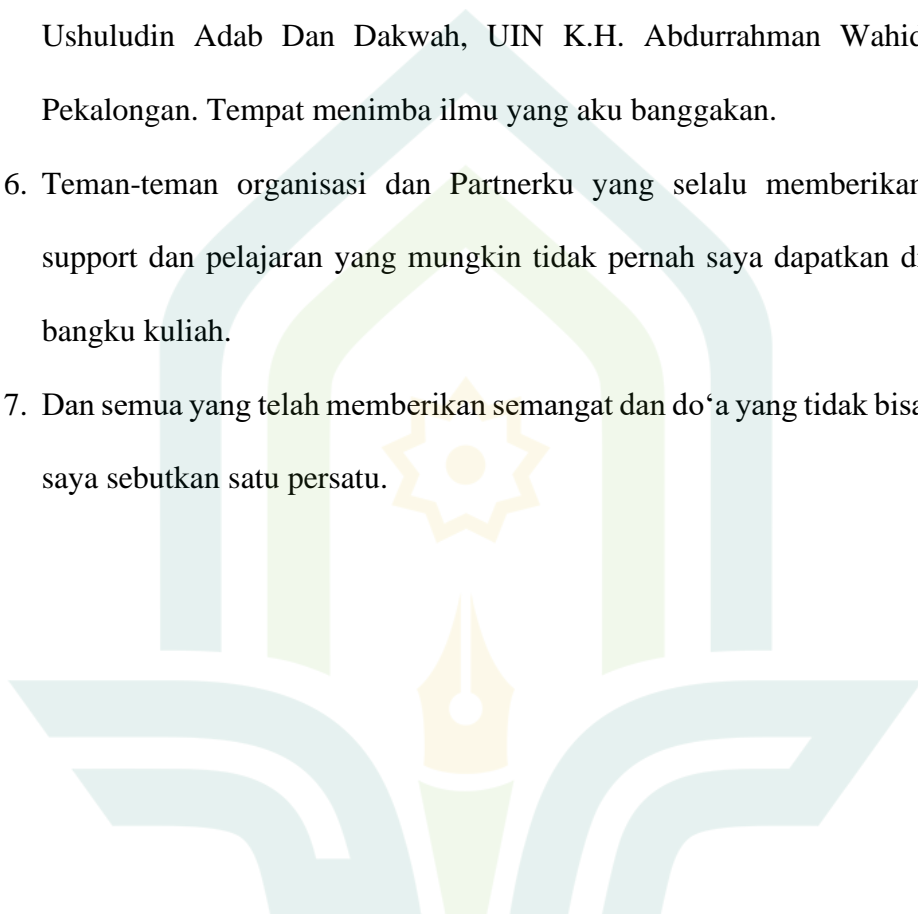 Ushuludin Adab Dan Dakwah, UIN K.H. Abdurrahman Wahid
Pekalongan. Tempat menimba ilmu yang aku banggakan.
6. Teman-teman organisasi dan Partnerku yang selalu memberikan
support dan pelajaran yang mungkin tidak pernah saya dapatkan di
bangku kuliah.
7. Dan semua yang telah memberikan semangat dan do‘a yang tidak bisa
saya sebutkan satu persatu.